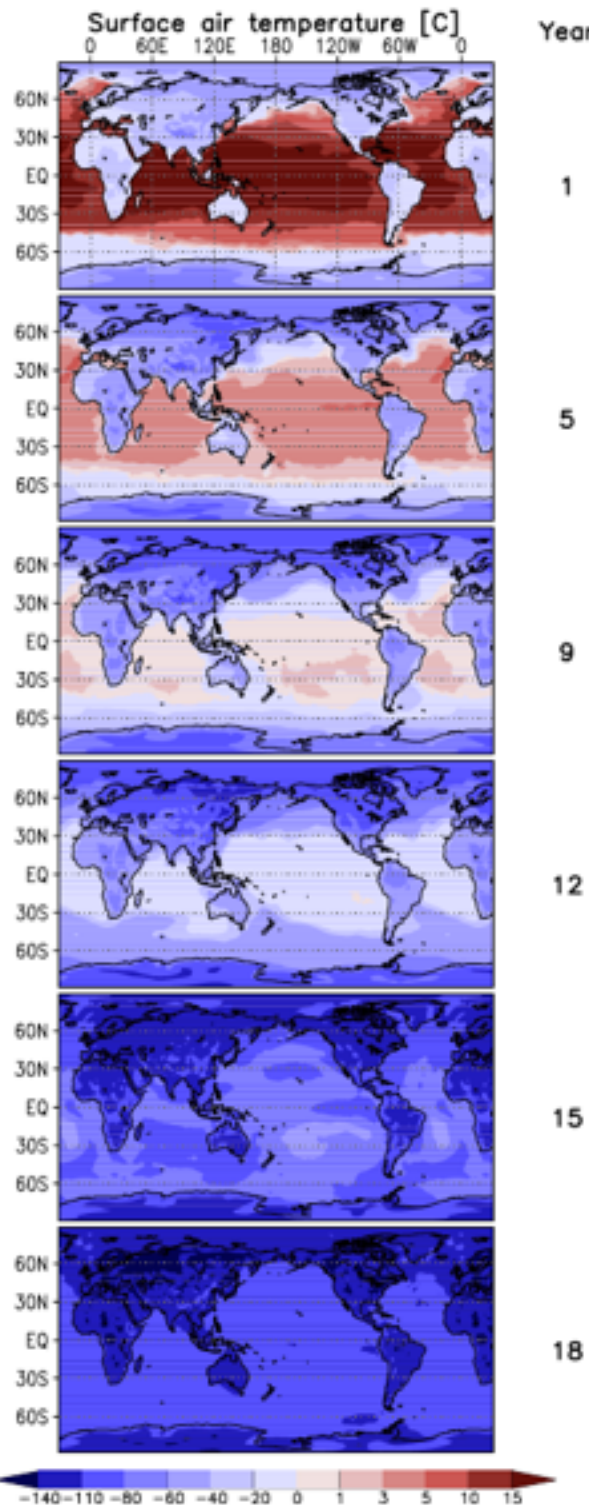 Surface air temperature [C]
Year
0 60E 120E 180 120W 60W 0
60N
30N
EQ
30S
60S
1
60N
30N
EQ
30S
60S
5
60N
30N
EQ
30S
60S
9
60N
30N
EQ
30S
60S
12
60N
30N
EQ
30S
60S
15
60N
30N
EQ
30S
60S
18
-140 -110 -80 -60 -40 -20 0 1 3 5 10 15